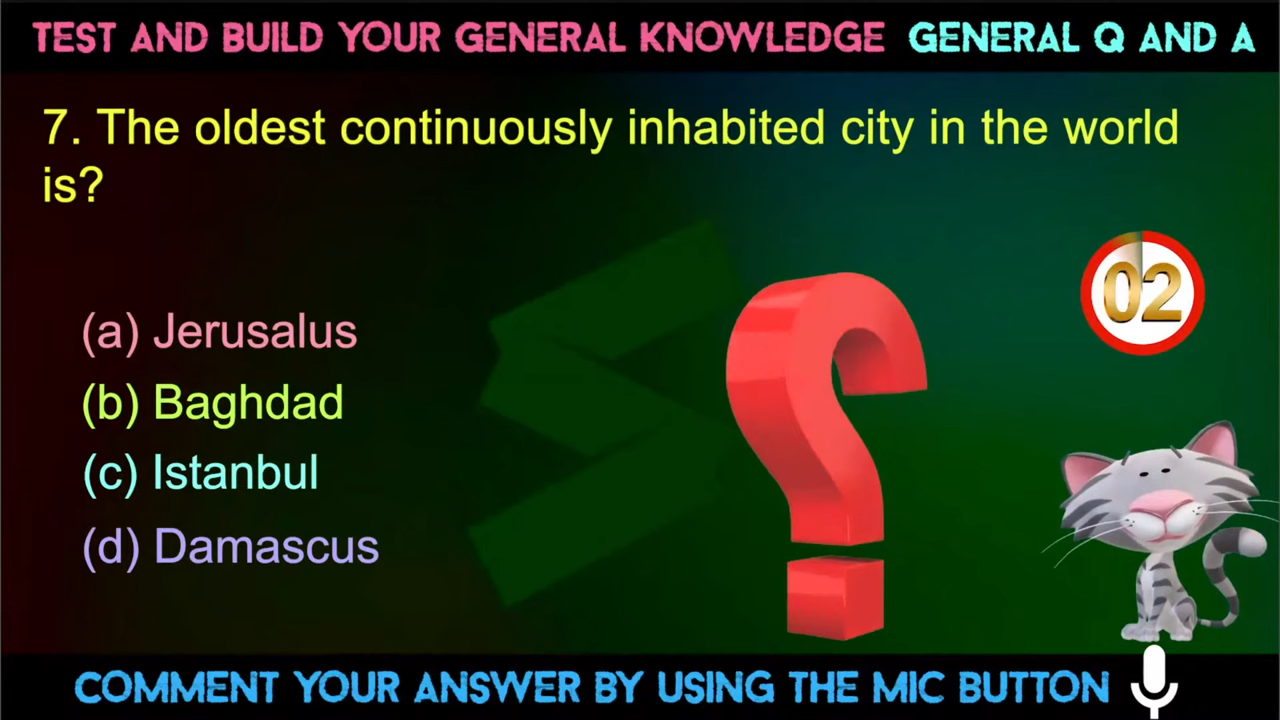 TEST AND BUILD YOUR GENERAL KNOWLEDGE GENERAL Q AND A
7. The oldest continuously inhabited city in the world
is?
02
(a) Jerusalus
(b) Baghdad
(c) Istanbul
(d) Damascus
COMMENT YOUR ANSWER BY USING THE MIC BUTTON